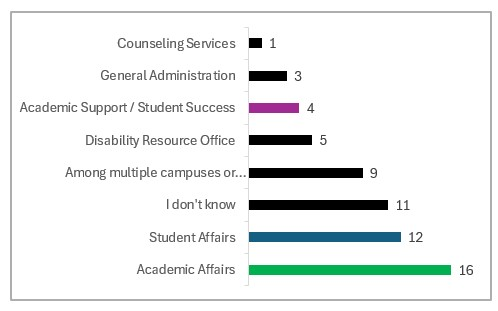 Counseling Services 1
General Administration 3
Academic Support / Student Success 4
Disability Resource Office 5
Among multiple campuses or... 9
I don't know 11
Student Affairs 12
Academic Affairs 16